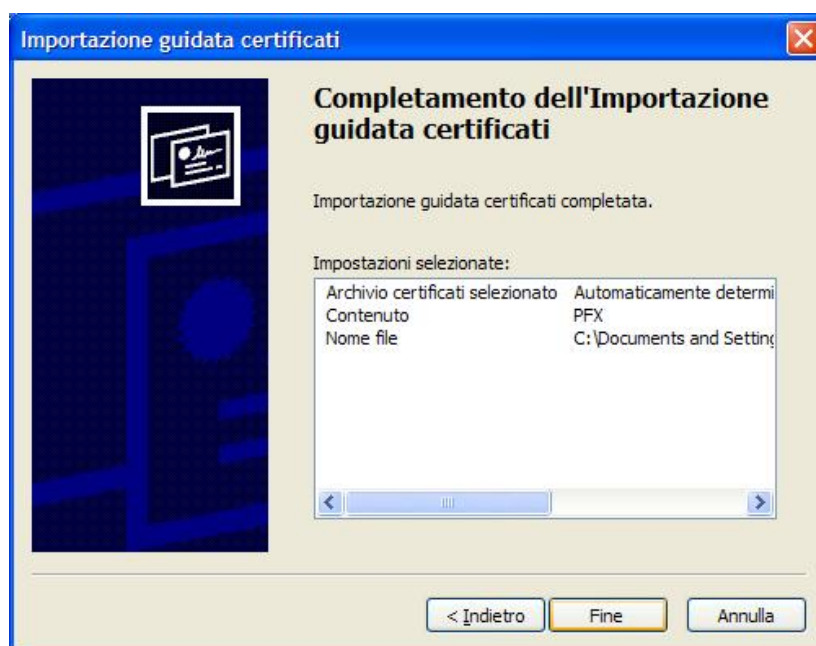 Importazione guidata certificati
Completamento dell'Importazione
guidata certificati
Importazione guidata certificati completata.
Impostazioni selezionate:
Archivio certificati selezionato Automaticamente determi
Contenuto PFX
Nome file C:\Documents and Setting
< Indietro Fine Annulla